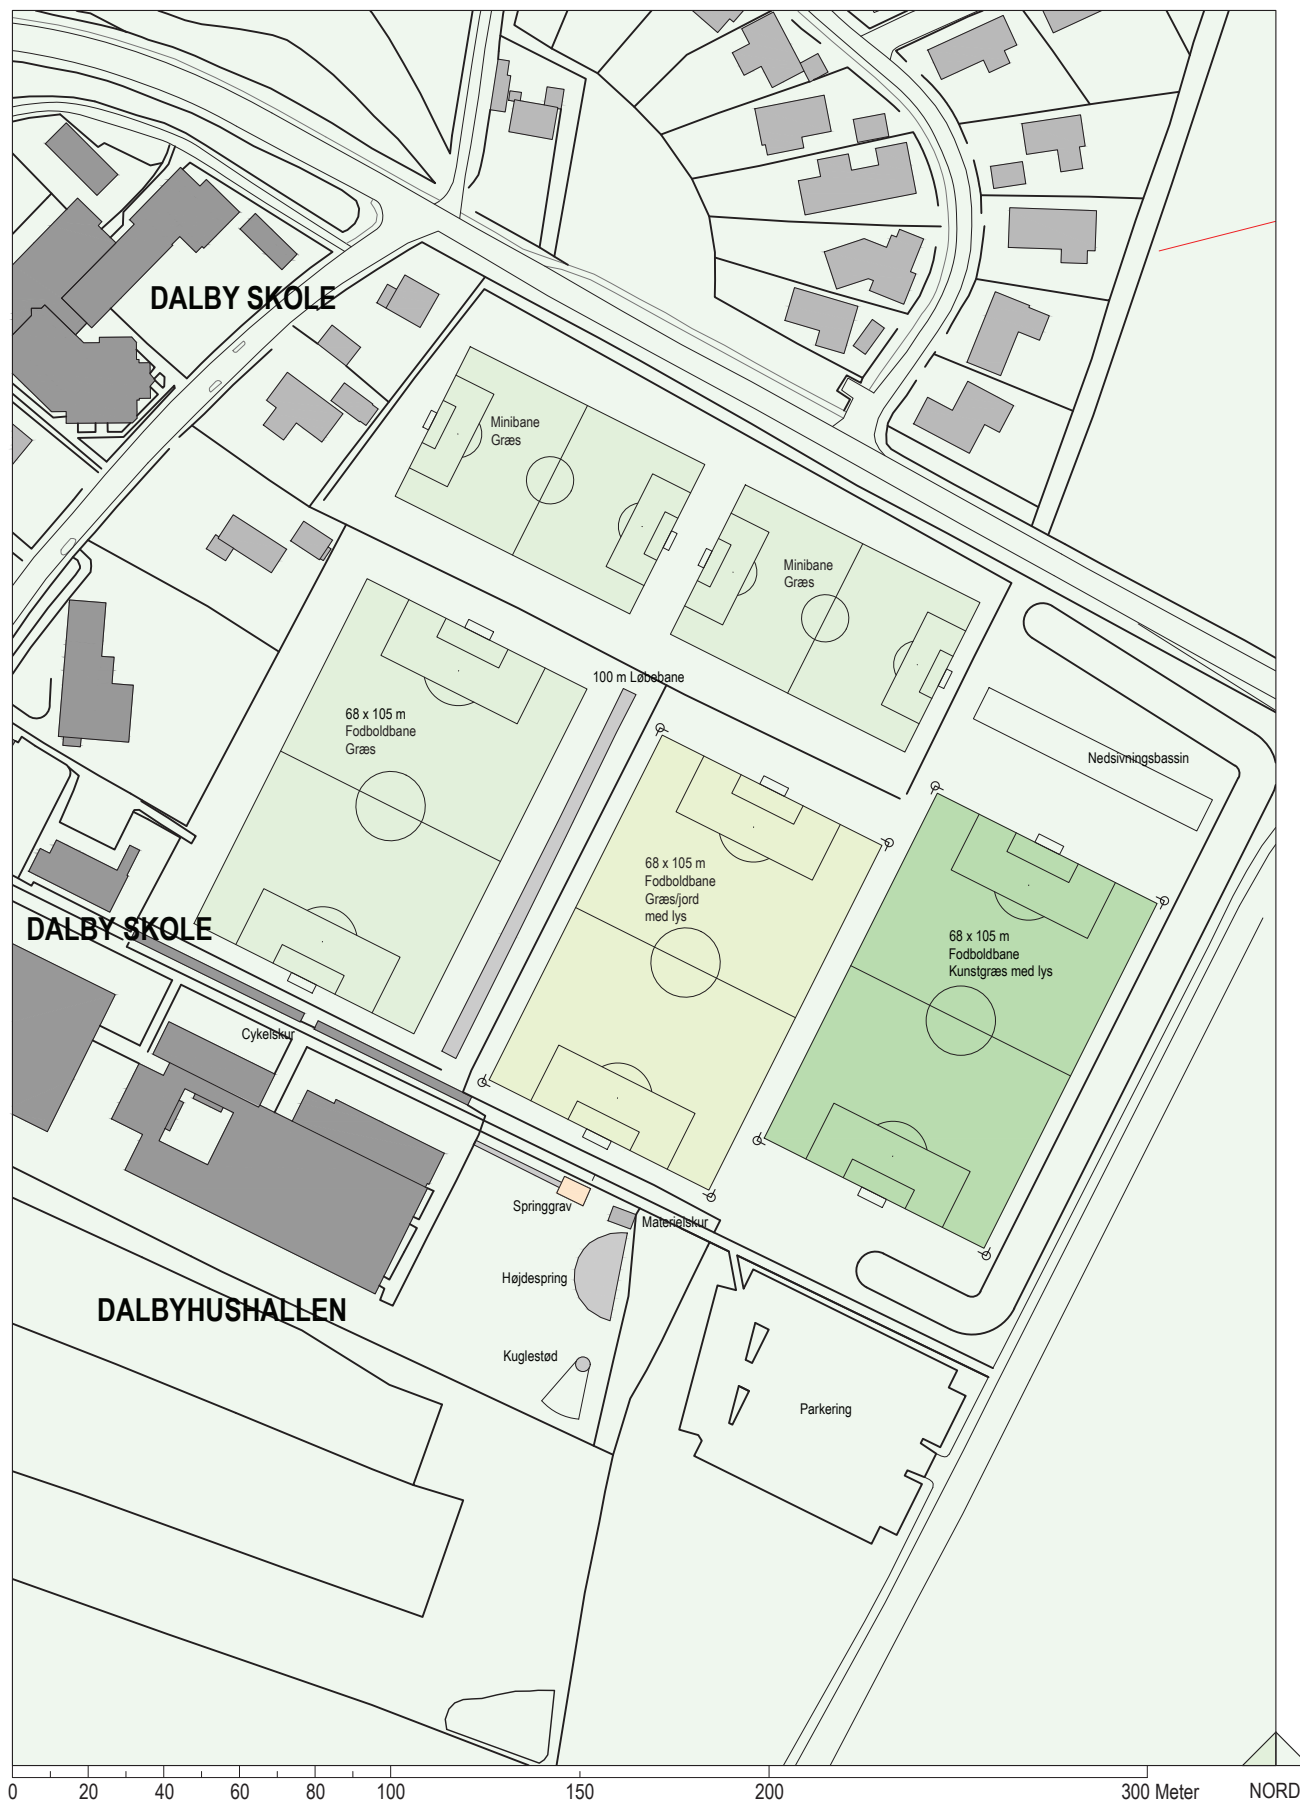 DALBY SKOLE
Minibane
Græs
Minibane
Græs
100 m Løbebane
68 x 105 m
Fodboldbane
Græs
Nedsivningsbassin
68 x 105 m
Fodboldbane
Græs/jord
med lys
DALBY SKOLE
68 x 105 m
Fodboldbane
Kunstgræs med lys
Cykelskur
Springgrav
Materielskur
Højdespring
DALBYHUSHALLEN
Kuglestød
Parkering
0 20 40 60 80 100 150 200 300 Meter NORD